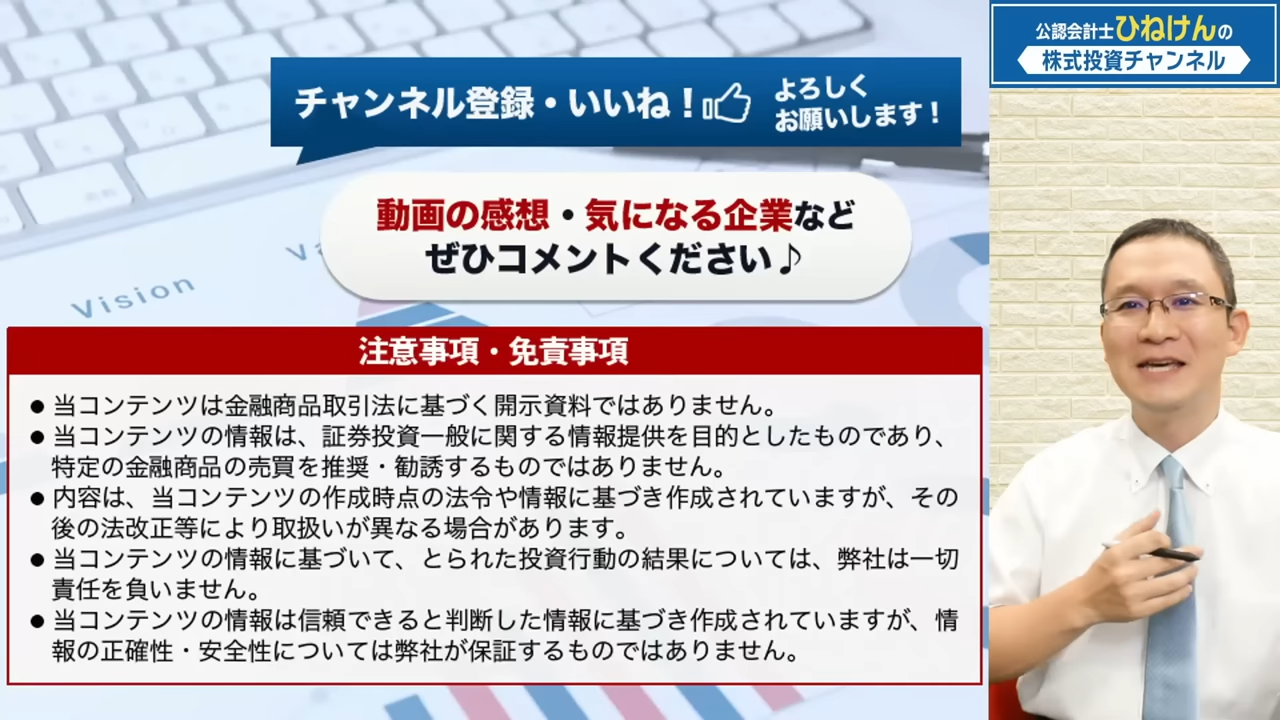 チャンネル登録・いいね！
よろしく
お願いします！
公認会計士ひねけんの
株式投資チャンネル
動画の感想・気になる企業など
ぜひコメントください♪
Vision
Va
注意事項・免責事項
● 当コンテンツは金融商品取引法に基づく開示資料ではありません。
● 当コンテンツの情報は、証券投資一般に関する情報提供を目的としたものであり、
特定の金融商品の売買を推奨・勧誘するものではありません。
● 内容は、当コンテンツの作成時点の法令や情報に基づき作成されていますが、その
後の法改正等により取扱いが異なる場合があります。
● 当コンテンツの情報に基づいて、とられた投資行動の結果については、弊社は一切
責任を負いません。
● 当コンテンツの情報は信頼できると判断した情報に基づき作成されていますが、情
報の正確性・安全性については弊社が保証するものではありません。